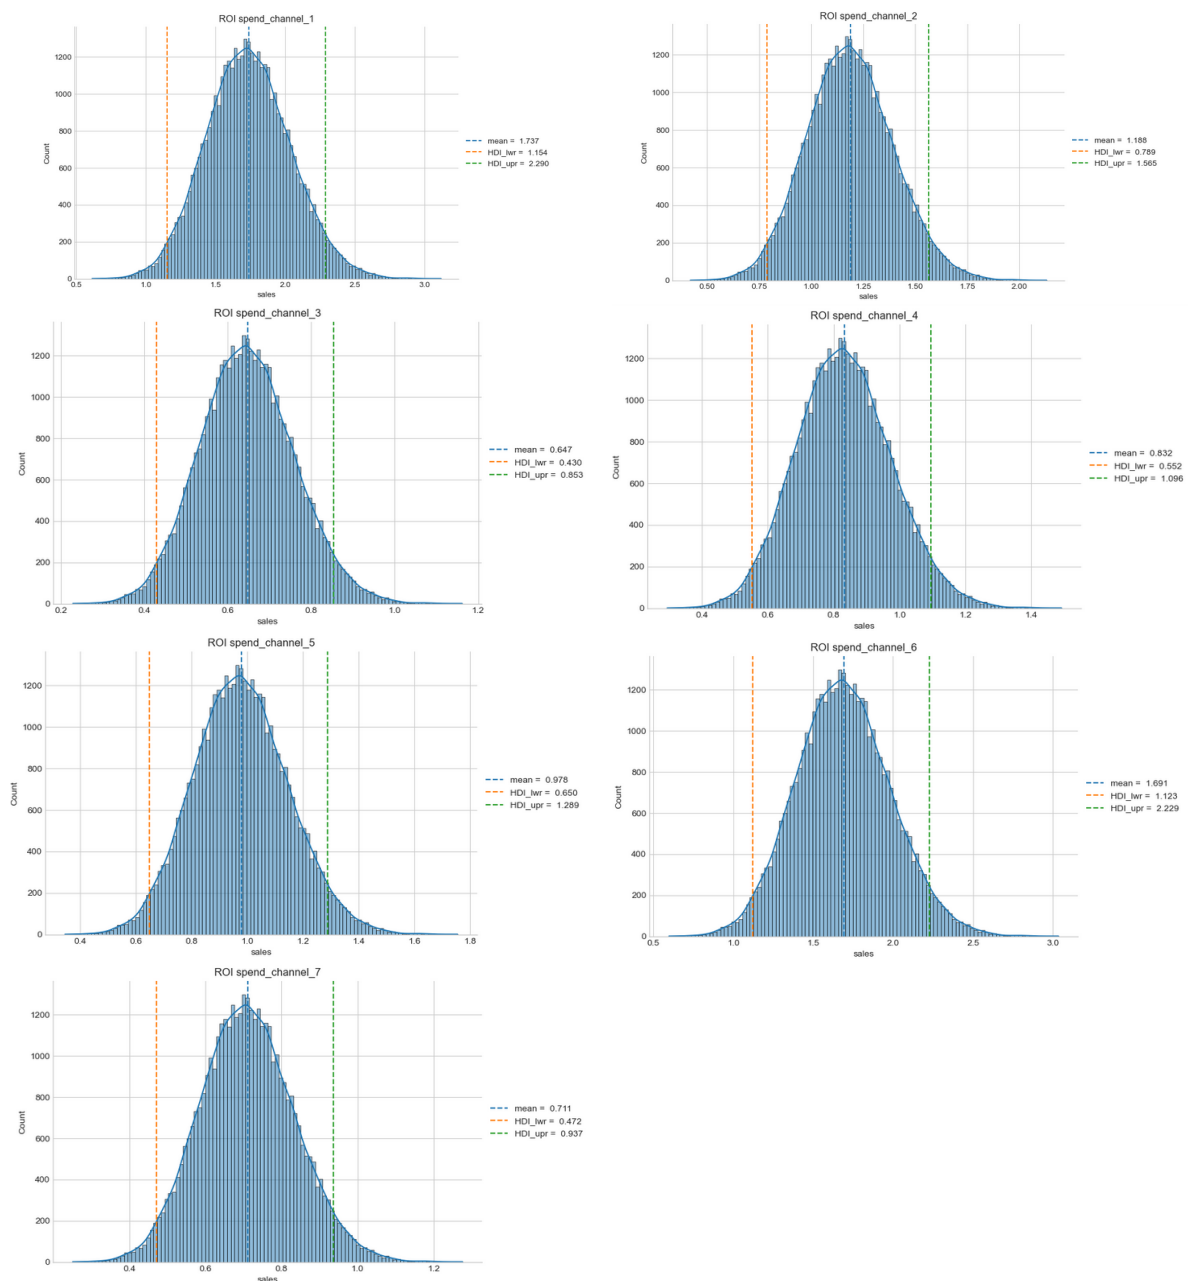 ROI spend_channel_1
Count
1200
1000
800
600
400
200
0
0.5 1.0 1.5 2.0 2.5 3.0
sales
mean = 1.737
HDI_lwr = 1.154
HDI_upr = 2.290
ROI spend_channel_2
Count
1200
1000
800
600
400
200
0
0.50 0.75 1.00 1.25 1.50 1.75 2.00
sales
mean = 1.188
HDI_lwr = 0.789
HDI_upr = 1.565
ROI spend_channel_3
Count
1200
1000
800
600
400
200
0
0.2 0.4 0.6 0.8 1.0 1.2
sales
mean = 0.647
HDI_lwr = 0.430
HDI_upr = 0.853
ROI spend_channel_4
Count
1200
1000
800
600
400
200
0
0.4 0.6 0.8 1.0 1.2 1.4
sales
mean = 0.832
HDI_lwr = 0.552
HDI_upr = 1.096
ROI spend_channel_5
Count
1200
1000
800
600
400
200
0
0.4 0.6 0.8 1.0 1.2 1.4 1.6 1.8
sales
mean = 0.978
HDI_lwr = 0.650
HDI_upr = 1.289
ROI spend_channel_6
Count
1200
1000
800
600
400
200
0
0.5 1.0 1.5 2.0 2.5 3.0
sales
mean = 1.691
HDI_lwr = 1.123
HDI_upr = 2.229
ROI spend_channel_7
Count
1200
1000
800
600
400
200
0
0.4 0.6 0.8 1.0 1.2
sales
mean = 0.711
HDI_lwr = 0.472
HDI_upr = 0.937